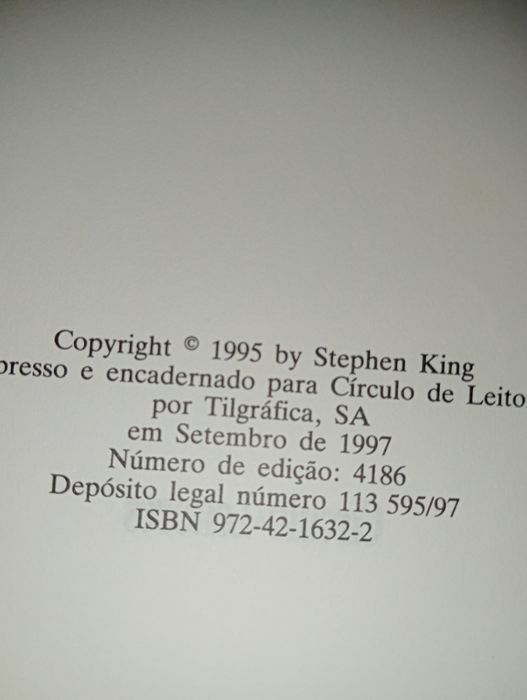 Copyright © 1995 by Stephen King
presso e encadernado para Círculo de Leito
por Tilgráfica, SA
em Setembro de 1997
Número de edição: 4186
Depósito legal número 113 595/97
ISBN 972-42-1632-2